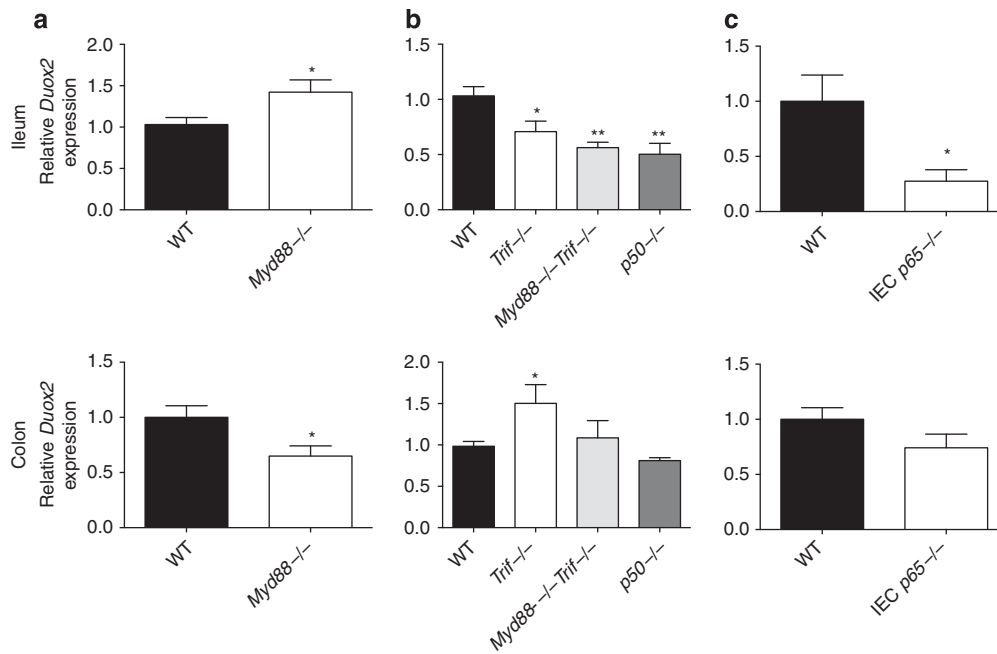 a
b
c
Ileum
Relative Duox2
expression
2.0
1.5
1.0
0.5
0.0
*
WT
Myd88–/–
1.5
1.0
0.5
0.0
*
**
**
WT
Trif–/–
Myd88–/–Trif–/–
p50–/–
1.5
1.0
0.5
0.0
*
WT
IEC p65–/–
Colon
Relative Duox2
expression
1.5
1.0
0.5
0.0
*
WT
Myd88–/–
2.0
1.5
1.0
0.5
0.0
*
WT
Trif–/–
Myd88-–/–Trif–/–
p50–/–
1.5
1.0
0.5
0.0
WT
IEC p65–/–